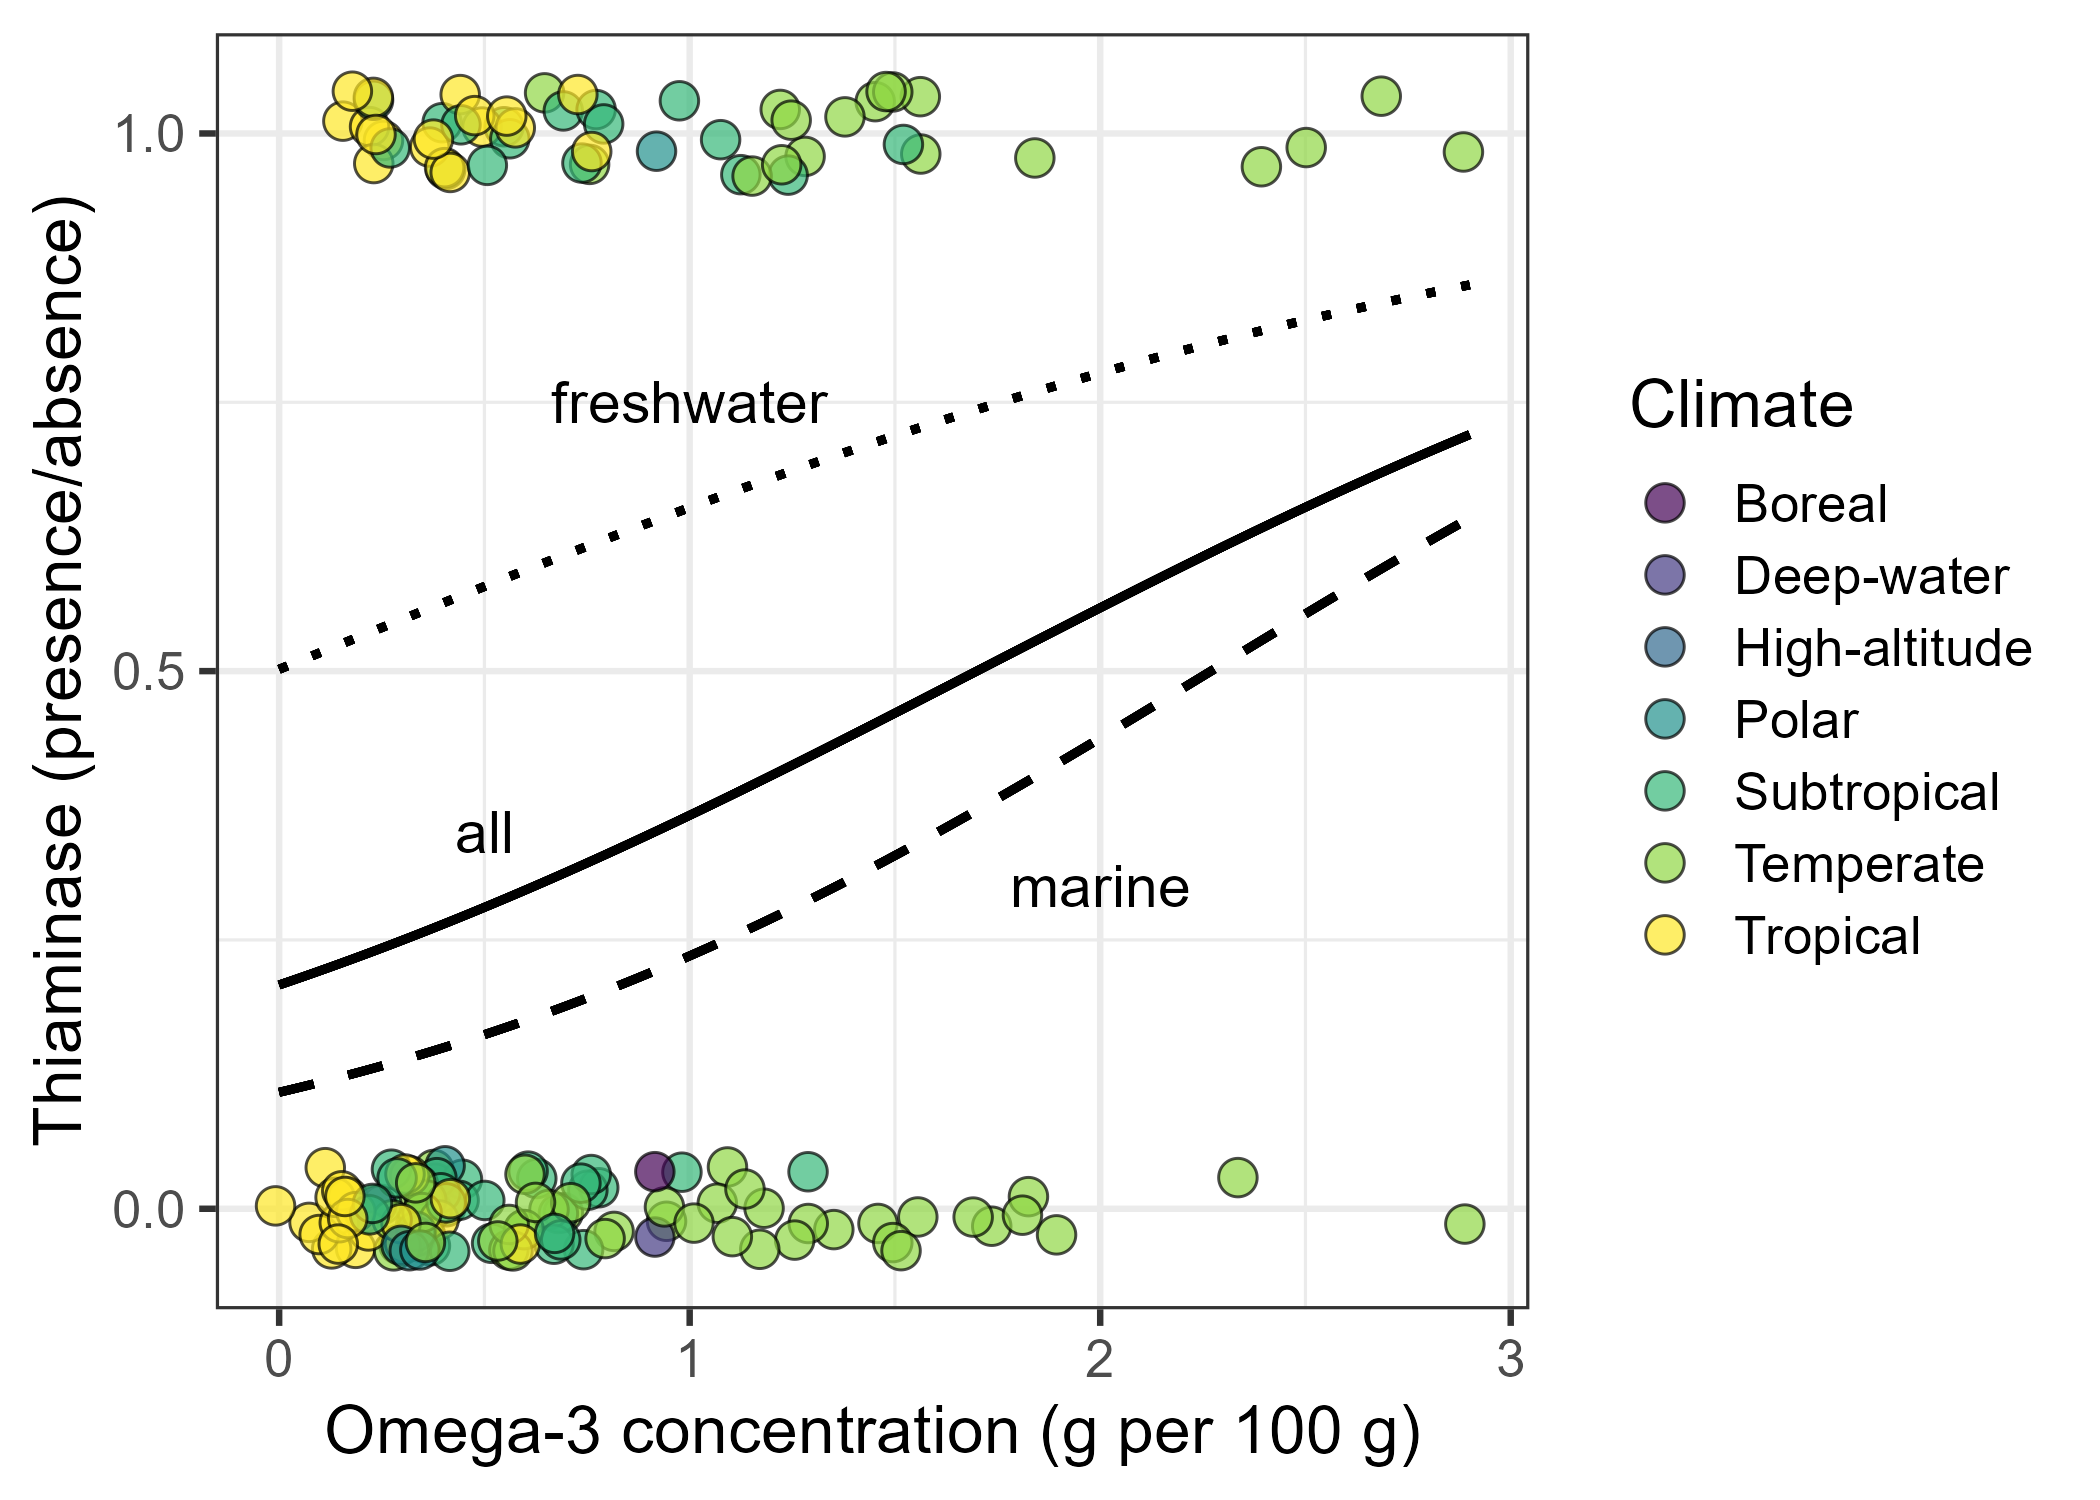 Thiaminase (presence/absence)
1.0
0.5
0.0
freshwater
all
marine
0
1
2
3
Omega-3 concentration (g per 100 g)
Climate
Boreal
Deep-water
High-altitude
Polar
Subtropical
Temperate
Tropical